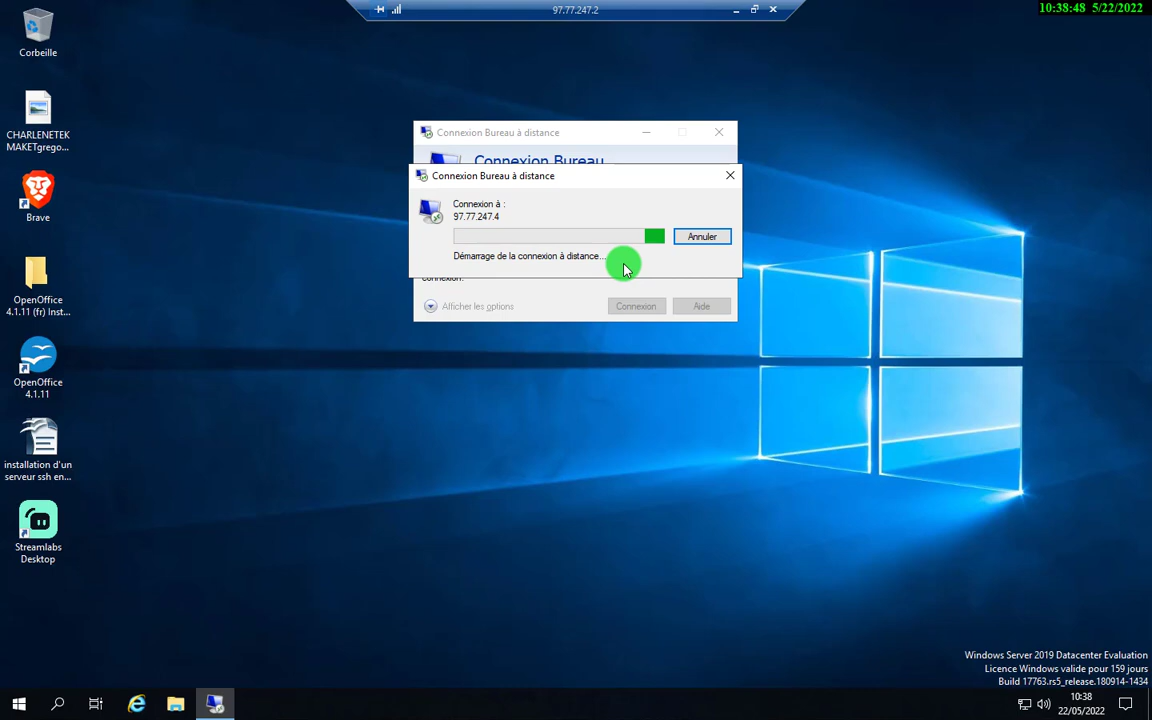 97.77.247.2
10:38:48 5/22/2022
Corbeille
CHARLENETEK
MAKETgrego...
Brave
OpenOffice
4.1.11 (fr) Inst...
OpenOffice
4.1.11
installation d'un
serveur ssh en...
Streamlabs
Desktop
Connexion Bureau à distance
Connexion Bureau
Connexion Bureau à distance
Connexion à :
97.77.247.4
Annuler
Démarrage de la connexion à distance...
connexion.
Afficher les options
Connexion
Aide
Windows Server 2019 Datacenter Evaluation
Licence Windows valide pour 159 jours
Build 17763.rs5_release.180914-1434
10:38
22/05/2022